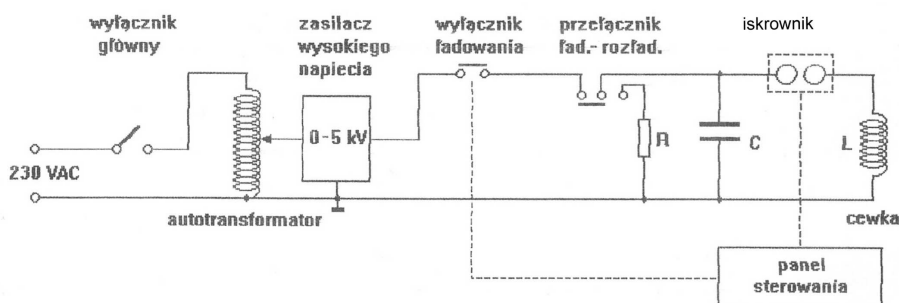 wyłącznik
główny
zasilacz
wysokiego
napiecia
wyłącznik
ładowania
przełącznik
ład.- rozład.
iskrownik
230 VAC
0-5 kV
R
C
L
autotransformator
cewka
panel
sterowania